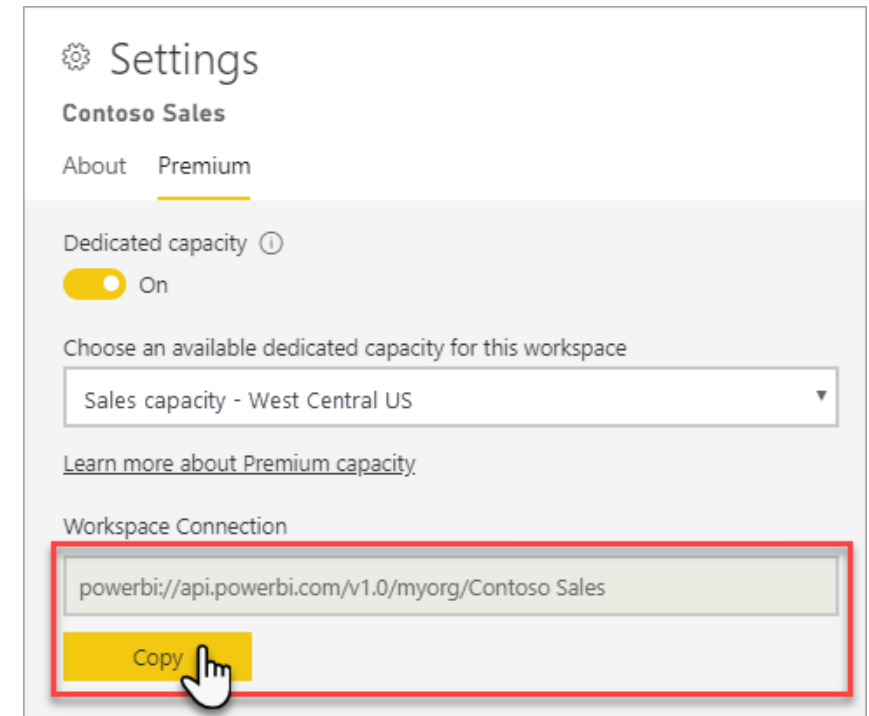 Settings
Contoso Sales
About Premium
Dedicated capacity
On
Choose an available dedicated capacity for this workspace
Sales capacity - West Central US
Learn more about Premium capacity
Workspace Connection
powerbi://api.powerbi.com/v1.0/myorg/Contoso Sales
Copy